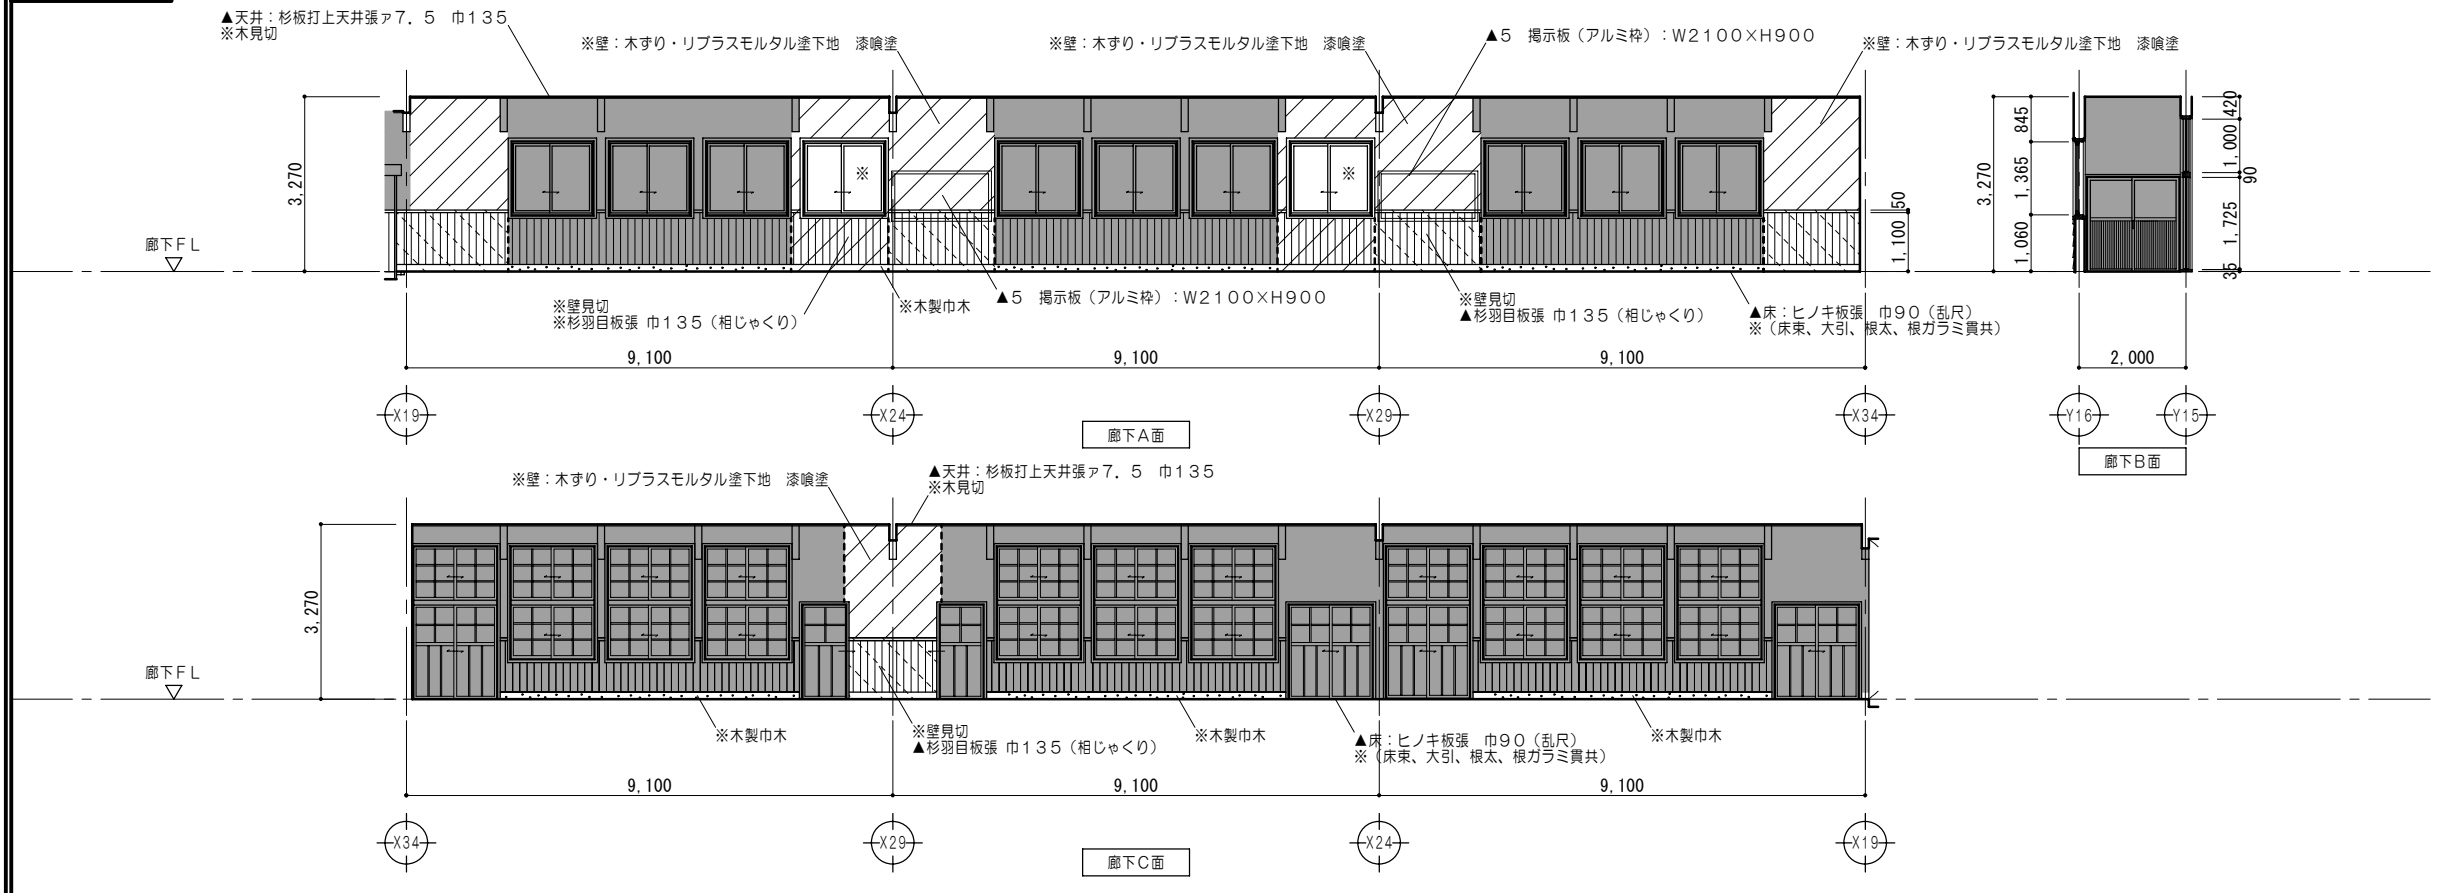 ▲天井：杉板打上天井張ァ7．5　巾135
※木見切
※壁：木ずり・リブラスモルタル塗下地　漆喰塗
※壁：木ずり・リブラスモルタル塗下地　漆喰塗
▲5　掲示板（アルミ枠）：W2100×H900
※壁：木ずり・リブラスモルタル塗下地　漆喰塗
3,270
廊下FL
※
※
1,100
50
3,270
845
1,365
1,060
420
1,000
90
1,725
35
※壁見切
※杉羽目板張 巾135（相じゃくり）
※木製巾木
▲5　掲示板（アルミ枠）：W2100×H900
※壁見切
▲杉羽目板張 巾135（相じゃくり）
▲床：ヒノキ板張　巾90（乱尺）
※（床束、大引、根太、根ガラミ貫共）
9,100
9,100
9,100
2,000
X19
X24
X29
X34
Y16
Y15
廊下A面
廊下B面
※壁：木ずり・リブラスモルタル塗下地　漆喰塗
▲天井：杉板打上天井張ァ7．5　巾135
※木見切
3,270
廊下FL
※木製巾木
※壁見切
▲杉羽目板張 巾135（相じゃくり）
※木製巾木
▲床：ヒノキ板張　巾90（乱尺）
※（床束、大引、根太、根ガラミ貫共）
※木製巾木
9,100
9,100
9,100
X34
X29
X24
X19
廊下C面